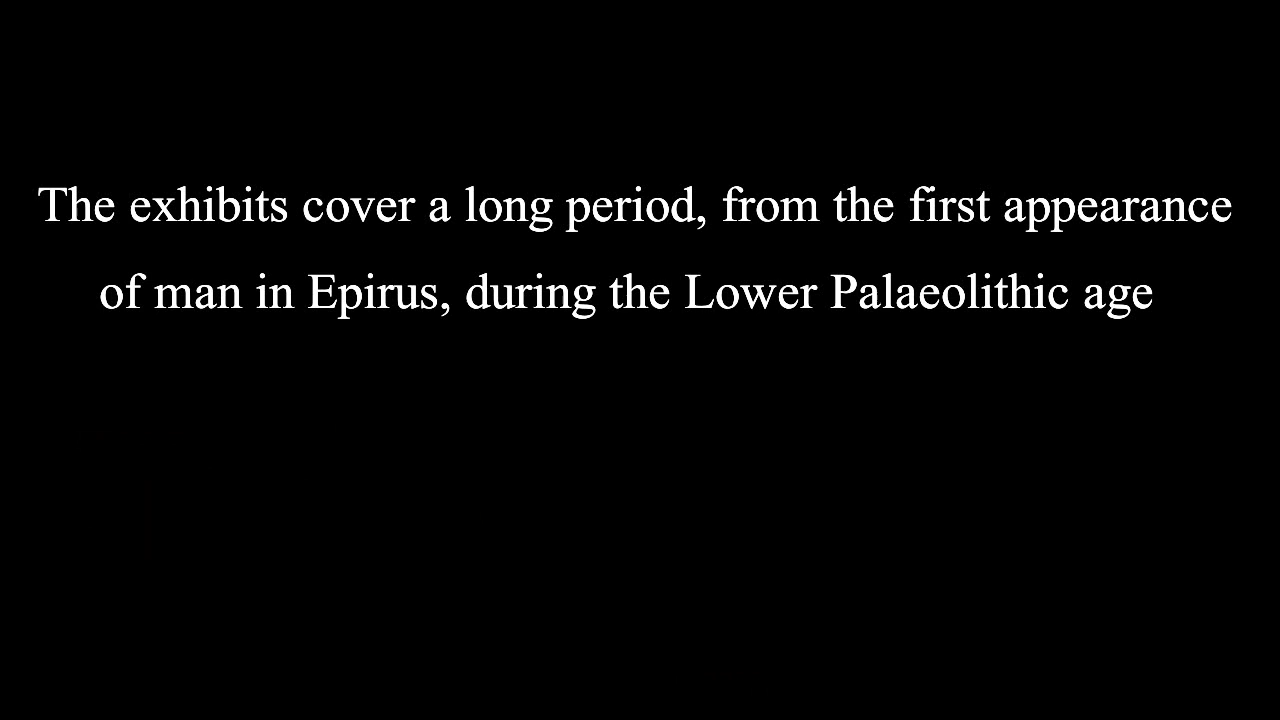 The exhibits cover a long period, from the first appearance
of man in Epirus, during the Lower Palaeolithic age